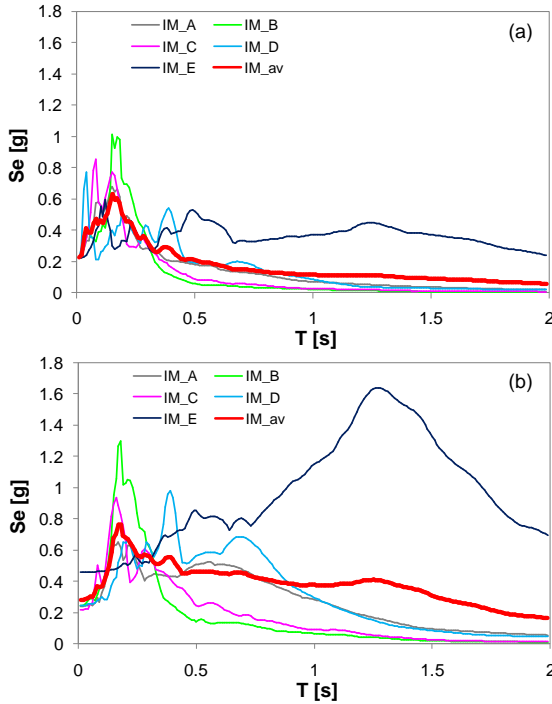 (a)
IM_A IM_B
IM_C IM_D
IM_E IM_av
Se [g]
1.8
1.6
1.4
1.2
1
0.8
0.6
0.4
0.2
0
0 0.5 1 1.5 2
T [s]
(b)
IM_A IM_B
IM_C IM_D
IM_E IM_av
Se [g]
1.8
1.6
1.4
1.2
1
0.8
0.6
0.4
0.2
0
0 0.5 1 1.5 2
T [s]